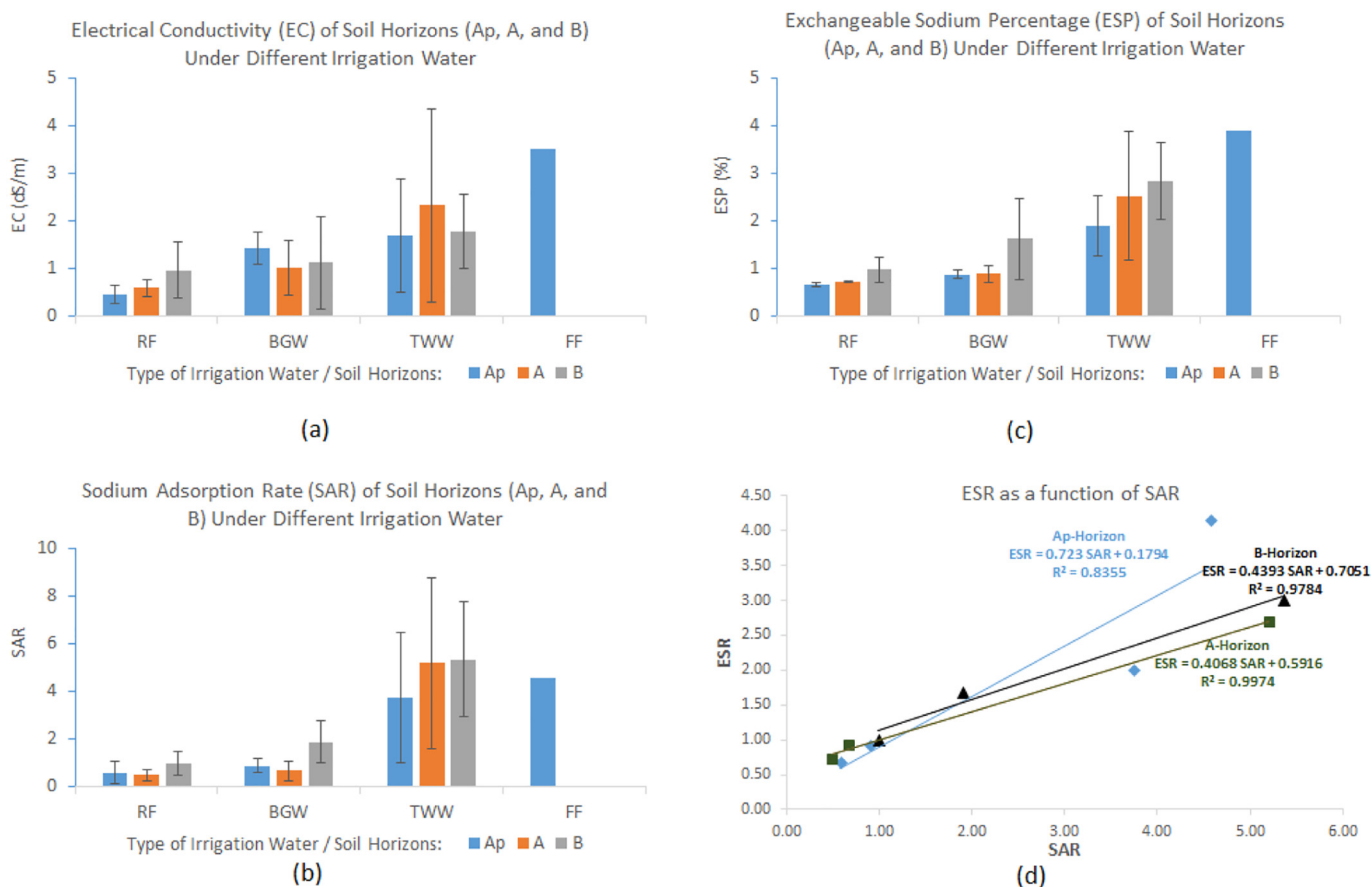 Electrical Conductivity (EC) of Soil Horizons (Ap, A, and B)
Under Different Irrigation Water
5
4
3
2
1
0
EC (dS/m)
RF BGW TWW FF
Type of Irrigation Water / Soil Horizons: Ap A B
(a)
Exchangeable Sodium Percentage (ESP) of Soil Horizons
(Ap, A, and B) Under Different Irrigation Water
5
4
3
2
1
0
ESP (%)
RF BGW TWW FF
Type of Irrigation Water / Soil Horizons: Ap A B
(c)
Sodium Adsorption Rate (SAR) of Soil Horizons (Ap, A, and
B) Under Different Irrigation Water
10
8
6
4
2
0
SAR
RF BGW TWW FF
Type of Irrigation Water / Soil Horizons: Ap A B
(b)
ESR as a function of SAR
4.50
4.00
3.50
3.00
2.50
2.00
1.50
1.00
0.50
0.00
ESR
Ap-Horizon
ESR = 0.723 SAR + 0.1794
R² = 0.8355
B-Horizon
ESR = 0.4393 SAR + 0.7051
R² = 0.9784
A-Horizon
ESR = 0.4068 SAR + 0.5916
R² = 0.9974
0.00 1.00 2.00 3.00 4.00 5.00 6.00
SAR
(d)